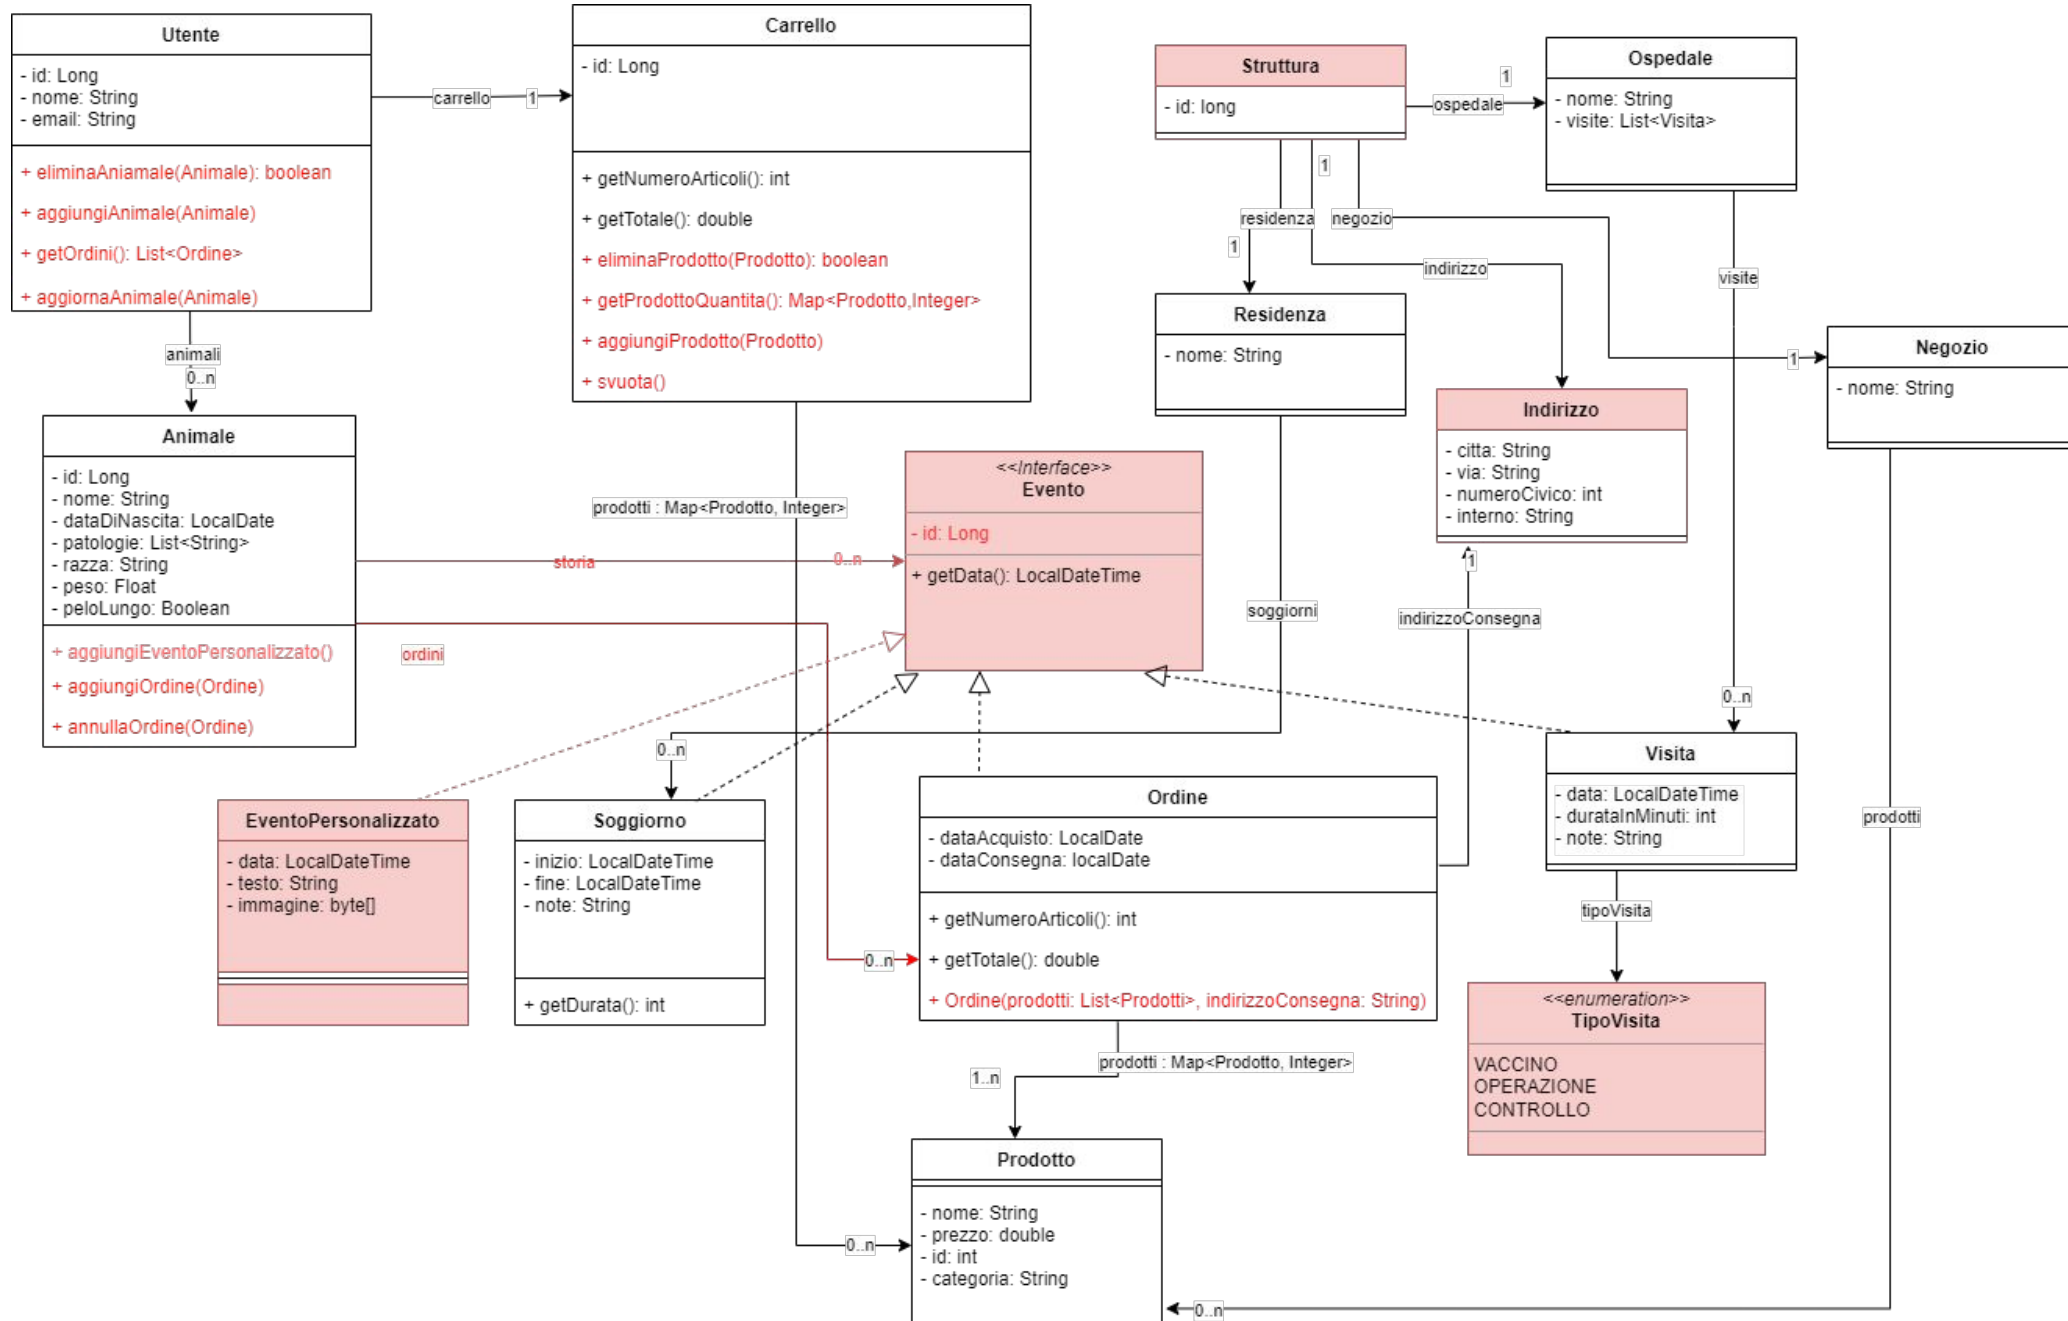 Utente
- id: Long
- nome: String
- email: String
+ eliminaAniamale(Animale): boolean
+ aggiungiAnimale(Animale)
+ getOrdini(): List<Ordine>
+ aggiornaAnimale(Animale)
carrello
1
Carrello
- id: Long
+ getNumeroArticoli(): int
+ getTotale(): double
+ eliminaProdotto(Prodotto): boolean
+ getProdottoQuantita(): Map<Prodotto,Integer>
+ aggiungiProdotto(Prodotto)
+ svuota()
Struttura
- id: long
ospedale
1
Ospedale
- nome: String
- visite: List<Visita>
1
residenza
negozio
1
indirizzo
visite
Residenza
- nome: String
1
Negozio
- nome: String
Indirizzo
- citta: String
- via: String
- numeroCivico: int
- interno: String
1
indirizzoConsegna
animali
0..n
Animale
- id: Long
- nome: String
- dataDiNascita: LocalDate
- patologie: List<String>
- razza: String
- peso: Float
- peloLungo: Boolean
+ aggiungiEventoPersonalizzato()
+ aggiungiOrdine(Ordine)
+ annullaOrdine(Ordine)
prodotti : Map<Prodotto, Integer>
storia
0..n
ordini
<<Interface>>
Evento
- id: Long
+ getData(): LocalDateTime
soggiorni
0..n
0..n
EventoPersonalizzato
- data: LocalDateTime
- testo: String
- immagine: byte[]
Soggiorno
- inizio: LocalDateTime
- fine: LocalDateTime
- note: String
+ getDurata(): int
0..n
Ordine
- dataAcquisto: LocalDate
- dataConsegna: localDate
+ getNumeroArticoli(): int
+ getTotale(): double
+ Ordine(prodotti: List<Prodotti>, indirizzoConsegna: String)
Visita
- data: LocalDateTime
- durataInMinuti: int
- note: String
prodotti
tipoVisita
<<enumeration>>
TipoVisita
VACCINO
OPERAZIONE
CONTROLLO
prodotti : Map<Prodotto, Integer>
1..n
Prodotto
- nome: String
- prezzo: double
- id: int
- categoria: String
0..n
0..n